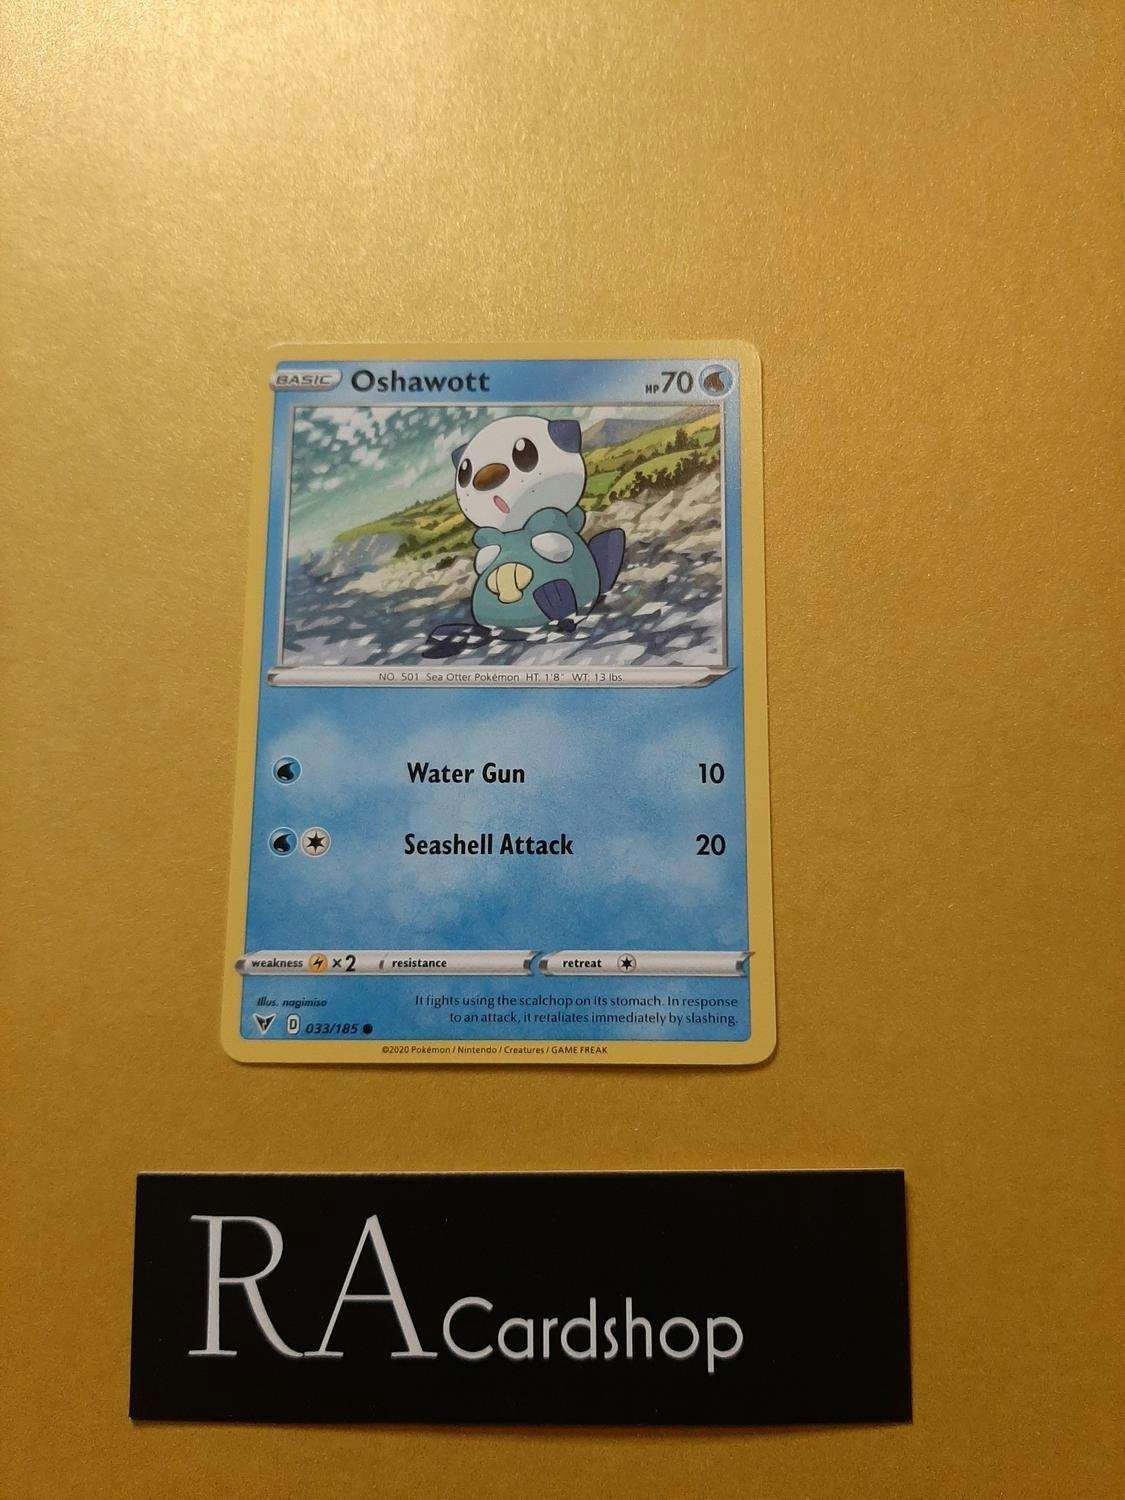 BASIC Oshawott HP 70
NO. 501 Sea Otter Pokémon HT: 1'8" WT: 13 lbs.
Water Gun 10
Seashell Attack 20
weakness ×2 resistance retreat
Illus. nagimiso
It fights using the scalchop on its stomach. In response
to an attack, it retaliates immediately by slashing.
D 033/185
©2020 Pokémon / Nintendo / Creatures / GAME FREAK
RA Cardshop